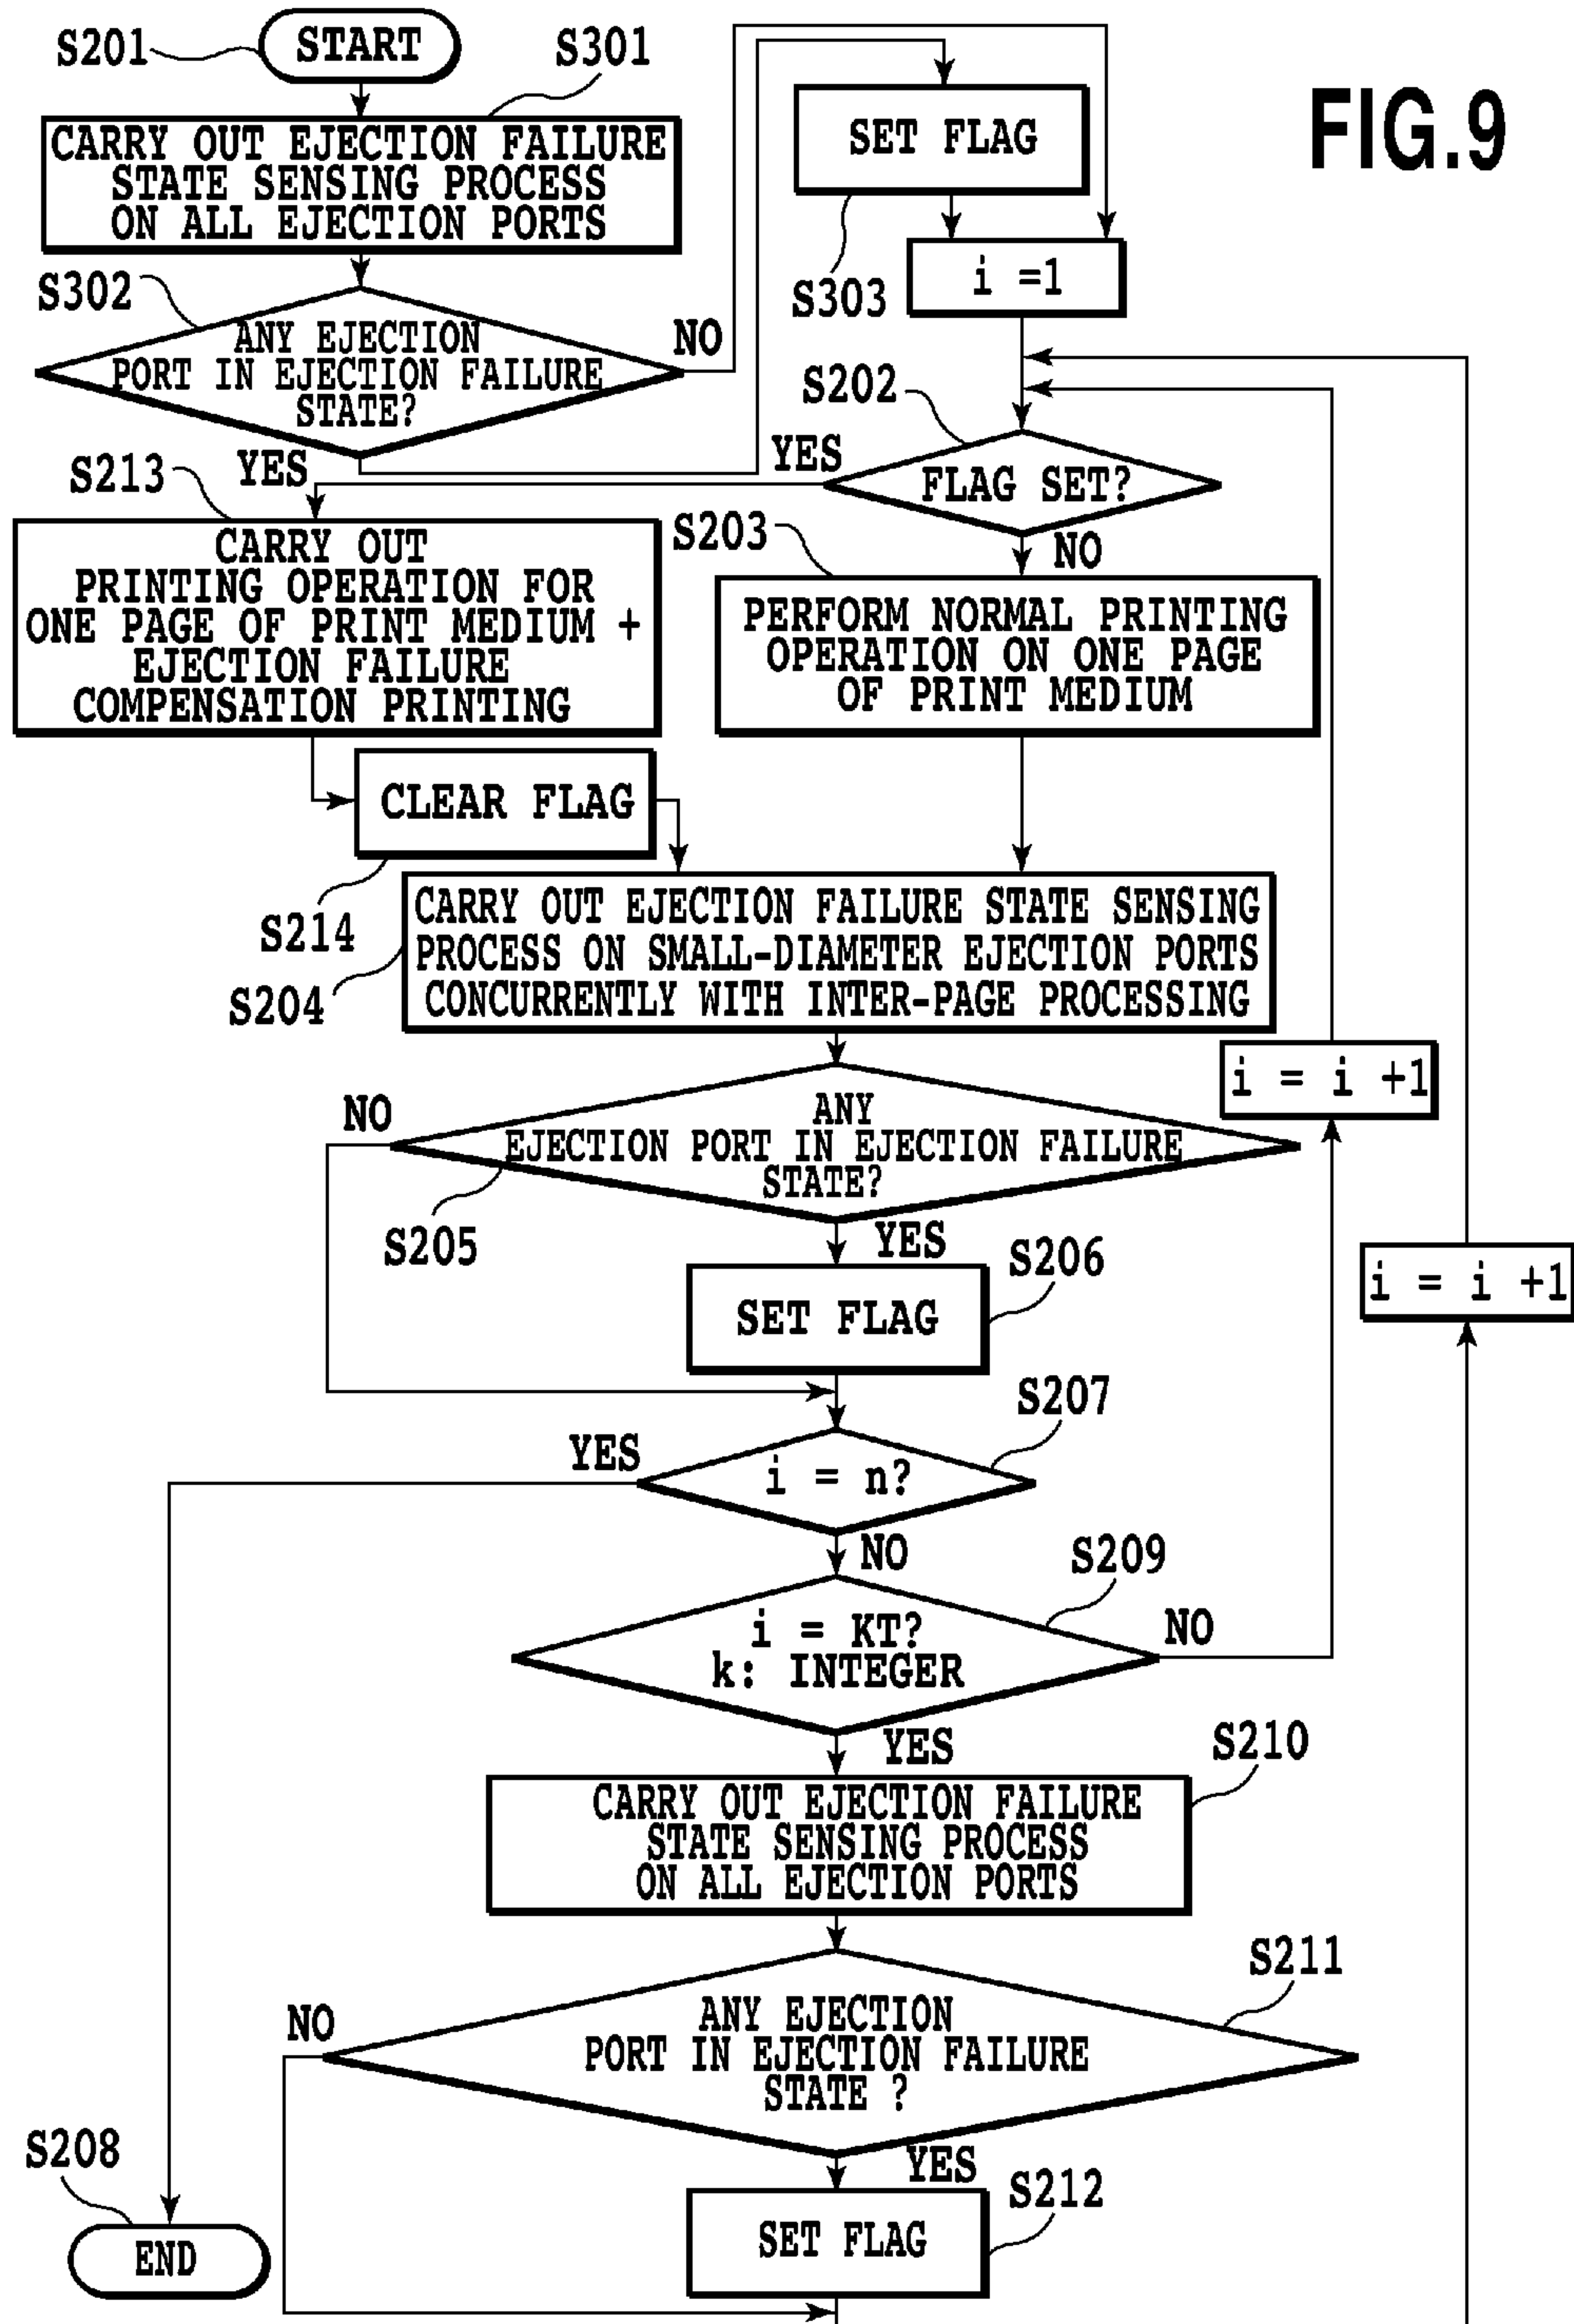 FIG.9
S201
START
S301
CARRY OUT EJECTION FAILURE
STATE SENSING PROCESS
ON ALL EJECTION PORTS
S302
ANY EJECTION
PORT IN EJECTION FAILURE
STATE?
NO
YES
SET FLAG
S303
i =1
S202
FLAG SET?
YES
NO
S213
CARRY OUT
PRINTING OPERATION FOR
ONE PAGE OF PRINT MEDIUM +
EJECTION FAILURE
COMPENSATION PRINTING
S203
PERFORM NORMAL PRINTING
OPERATION ON ONE PAGE
OF PRINT MEDIUM
CLEAR FLAG
S214
S204
CARRY OUT EJECTION FAILURE STATE SENSING
PROCESS ON SMALL-DIAMETER EJECTION PORTS
CONCURRENTLY WITH INTER-PAGE PROCESSING
i = i +1
NO
ANY
EJECTION PORT IN EJECTION FAILURE
STATE?
S205
YES
S206
SET FLAG
i = i +1
S207
YES
i = n?
NO
S209
i = KT?
k: INTEGER
NO
YES
S210
CARRY OUT EJECTION FAILURE
STATE SENSING PROCESS
ON ALL EJECTION PORTS
S211
NO
ANY EJECTION
PORT IN EJECTION FAILURE
STATE ?
YES
S212
SET FLAG
S208
END